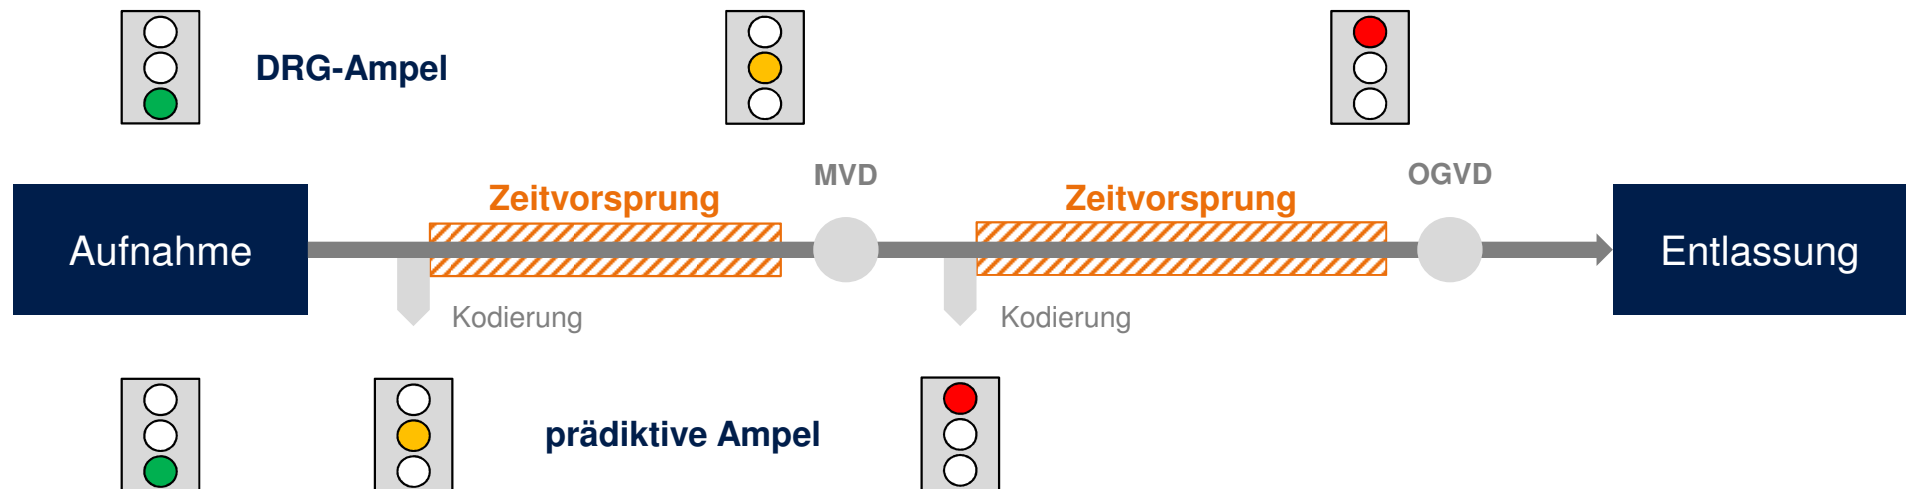 DRG-Ampel
MVD
OGVD
Zeitvorsprung
Zeitvorsprung
Aufnahme
Entlassung
Kodierung
Kodierung
prädiktive Ampel